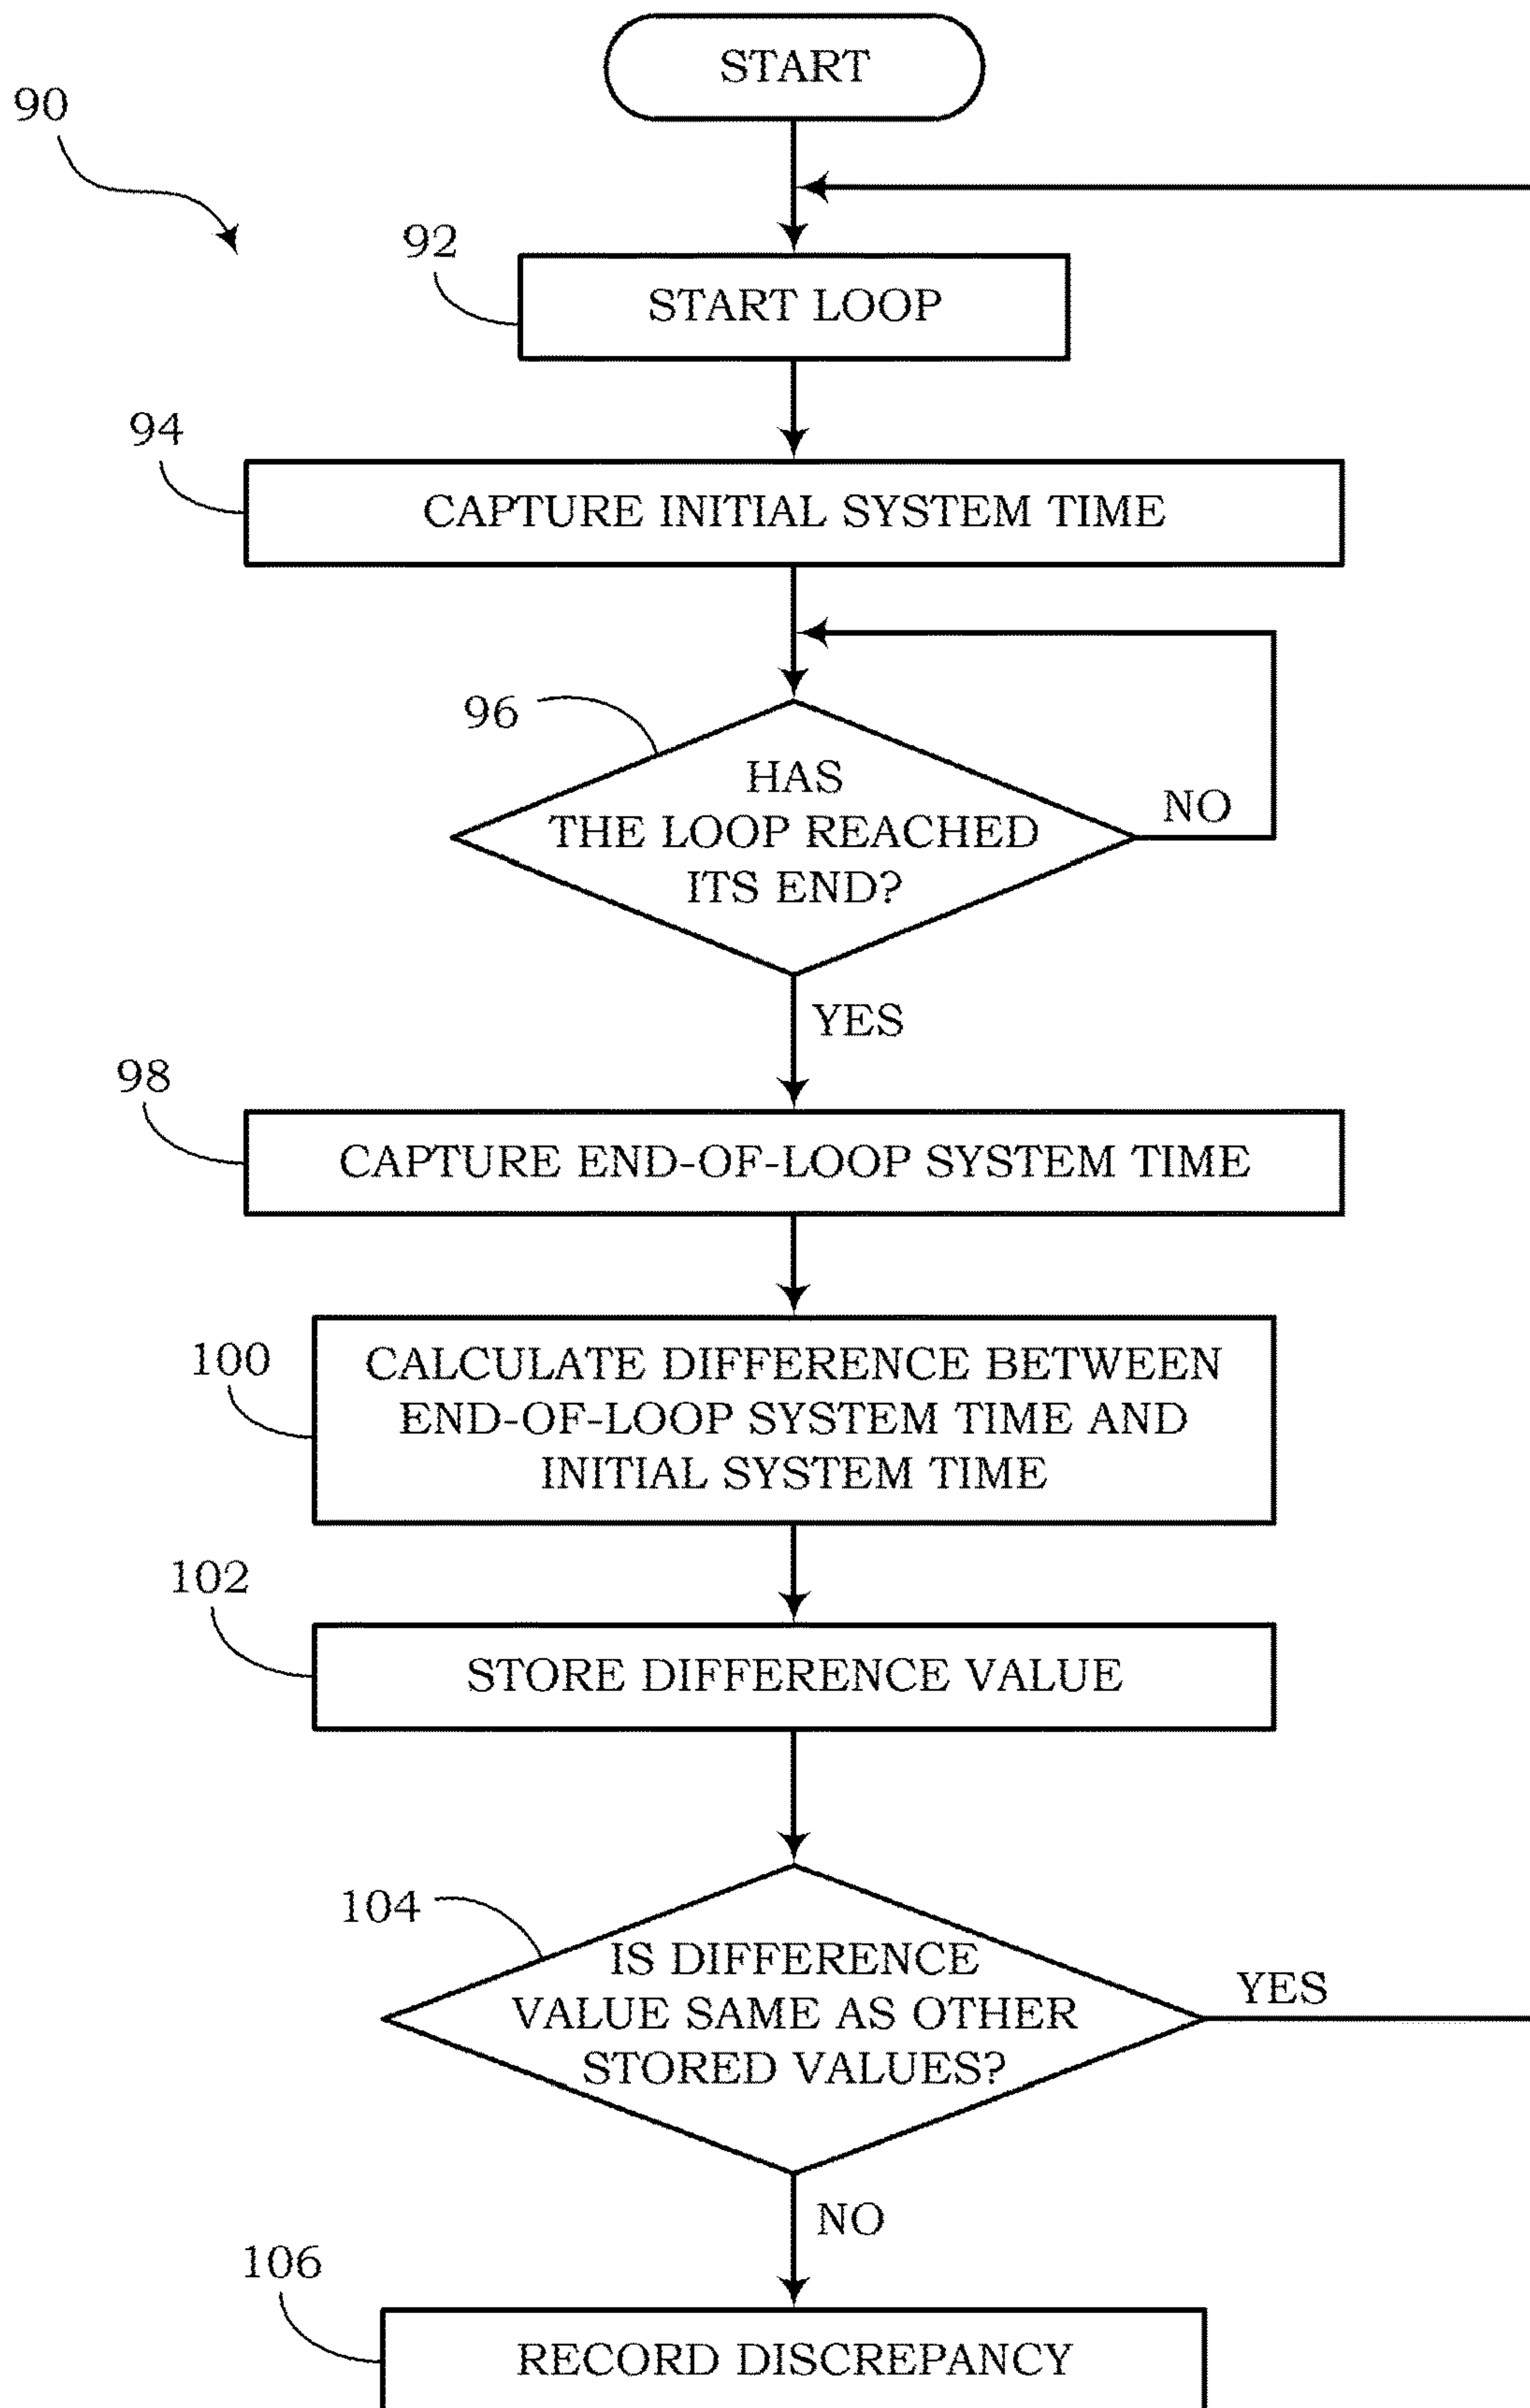 START
90
92
START LOOP
94
CAPTURE INITIAL SYSTEM TIME
96
HAS
THE LOOP REACHED
ITS END?
NO
YES
98
CAPTURE END-OF-LOOP SYSTEM TIME
100
CALCULATE DIFFERENCE BETWEEN
END-OF-LOOP SYSTEM TIME AND
INITIAL SYSTEM TIME
102
STORE DIFFERENCE VALUE
104
IS DIFFERENCE
VALUE SAME AS OTHER
STORED VALUES?
YES
NO
106
RECORD DISCREPANCY